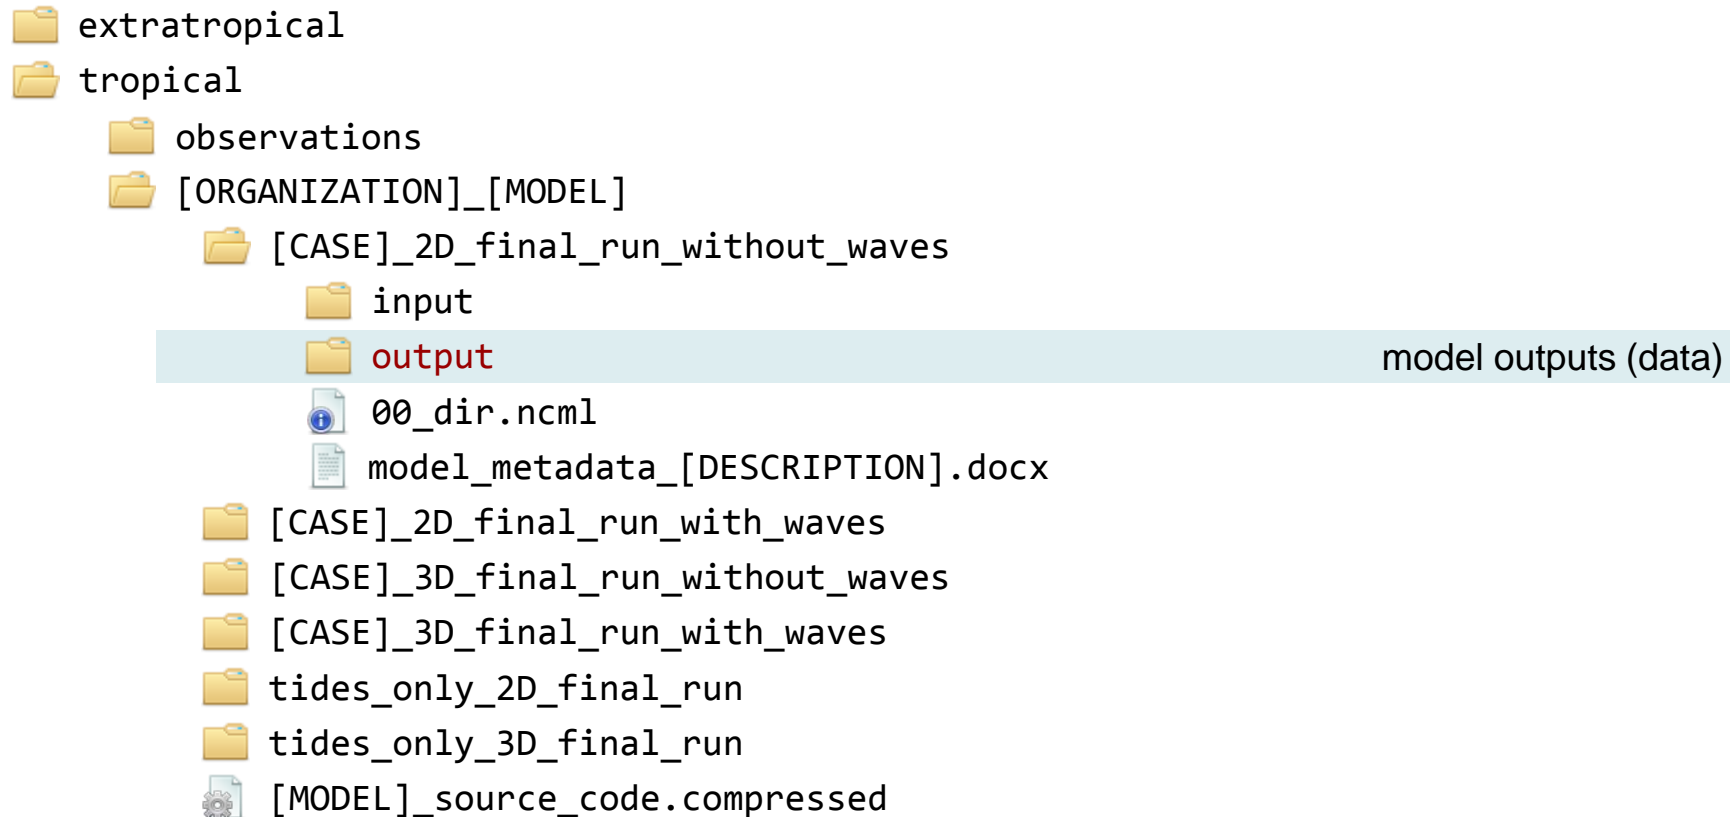 extratropical
tropical
observations
[ORGANIZATION]_[MODEL]
[CASE]_2D_final_run_without_waves
input
output model outputs (data)
00_dir.ncml
model_metadata_[DESCRIPTION].docx
[CASE]_2D_final_run_with_waves
[CASE]_3D_final_run_without_waves
[CASE]_3D_final_run_with_waves
tides_only_2D_final_run
tides_only_3D_final_run
[MODEL]_source_code.compressed